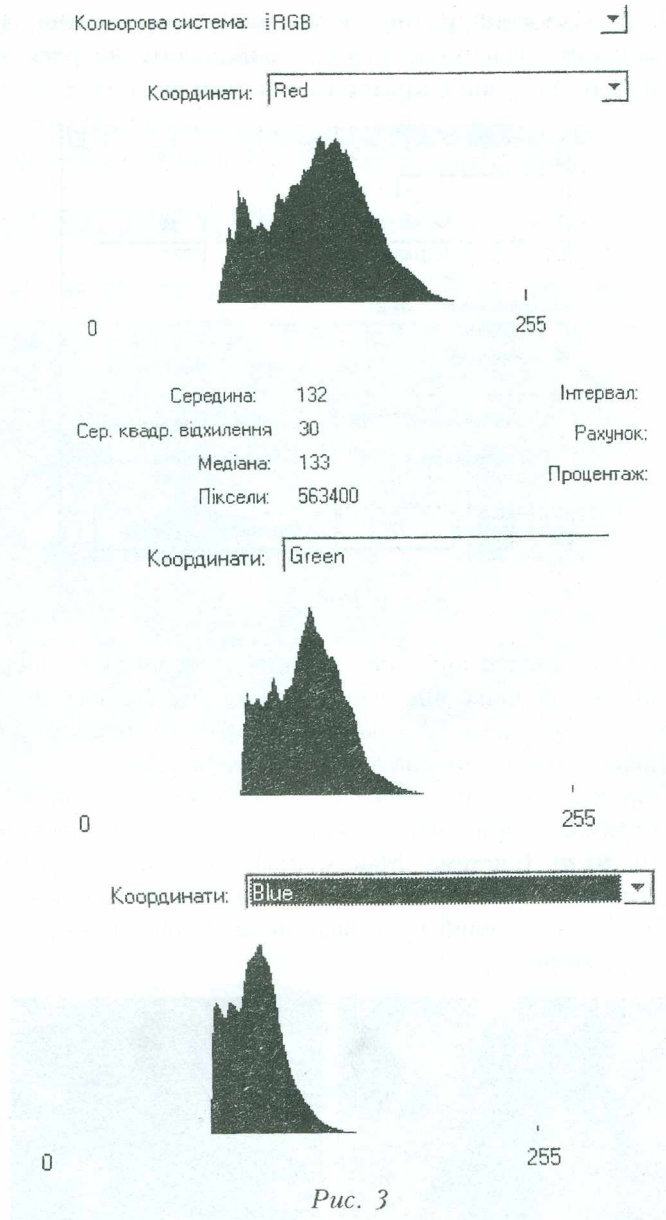 Кольорова система: RGB
Координати: Red
0 255
Середина: 132 Інтервал:
Сер. квадр. відхилення 30 Рахунок:
Медіана: 133 Процентаж:
Піксели: 563400
Координати: Green
0 255
Координати: Blue
0 255
Рис. 3